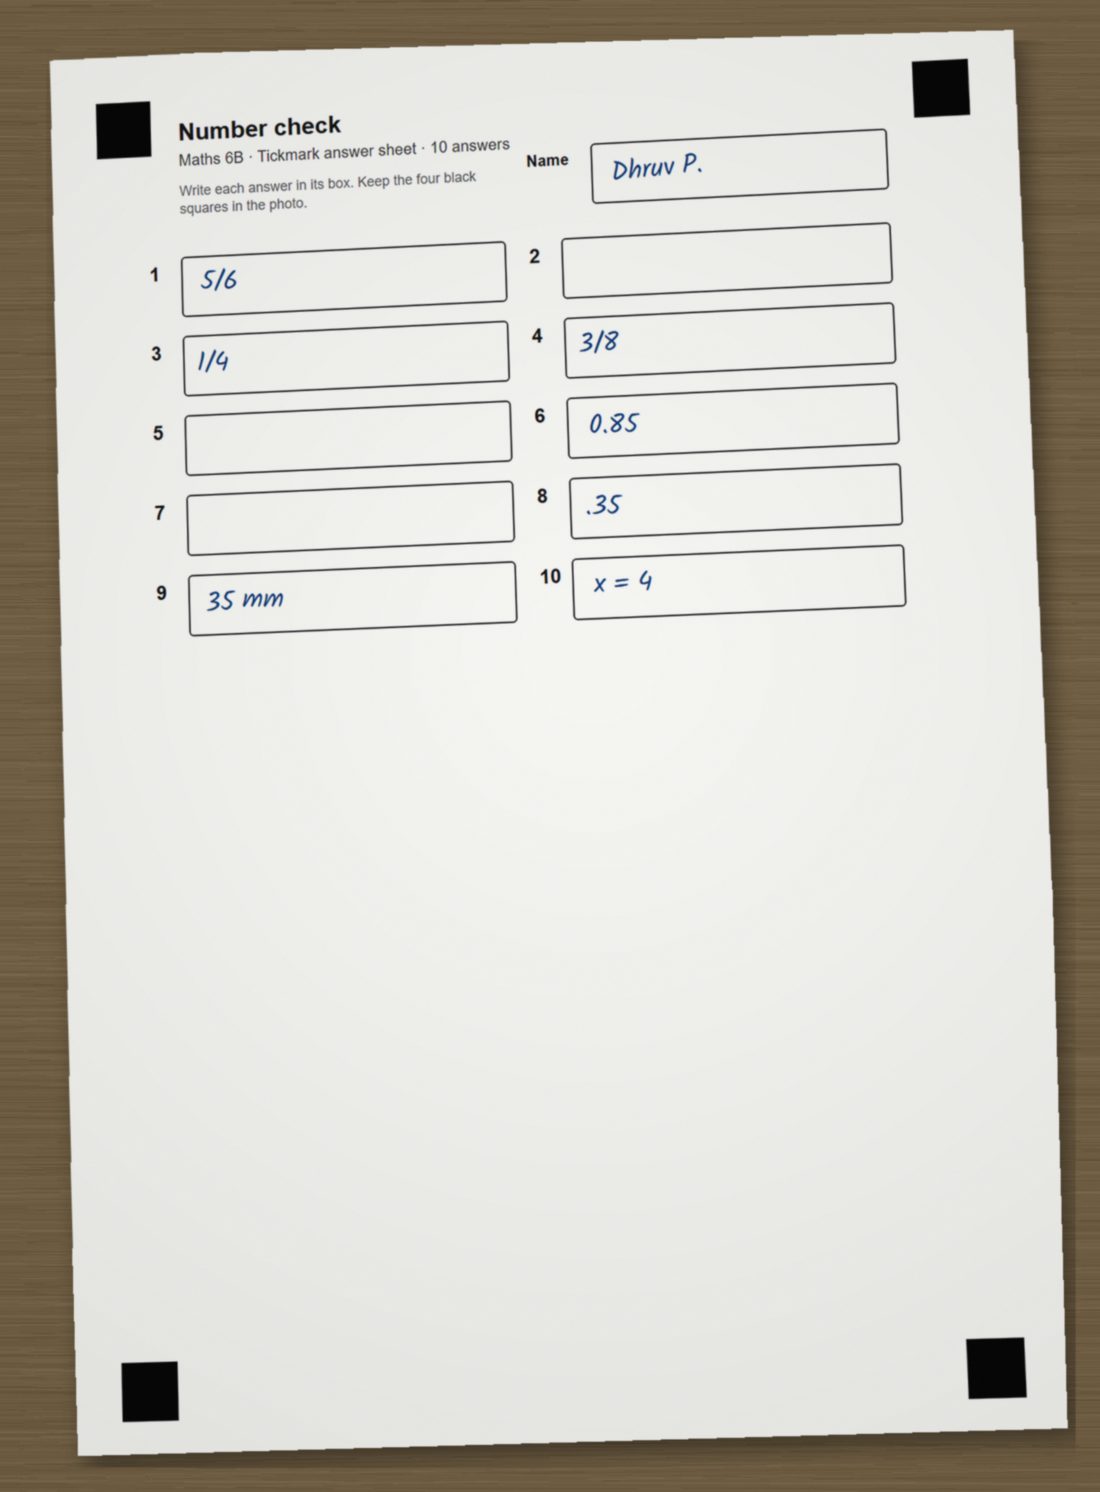 Number check
Maths 6B · Tickmark answer sheet · 10 answers
Write each answer in its box. Keep the four black
squares in the photo.
Name Dhruv P.
1 5/6
2
3 1/4
4 3/8
5
6 0.85
7
8 .35
9 35 mm
10 x = 4